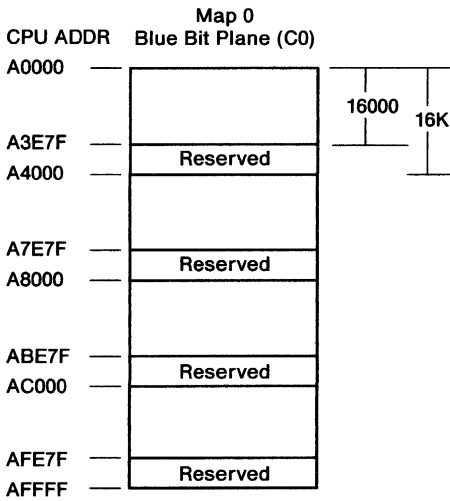 Map 0
CPU ADDR Blue Bit Plane (C0)
A0000
16000
16K
A3E7F
Reserved
A4000
A7E7F
Reserved
A8000
ABE7F
Reserved
AC000
AFE7F
Reserved
AFFFF